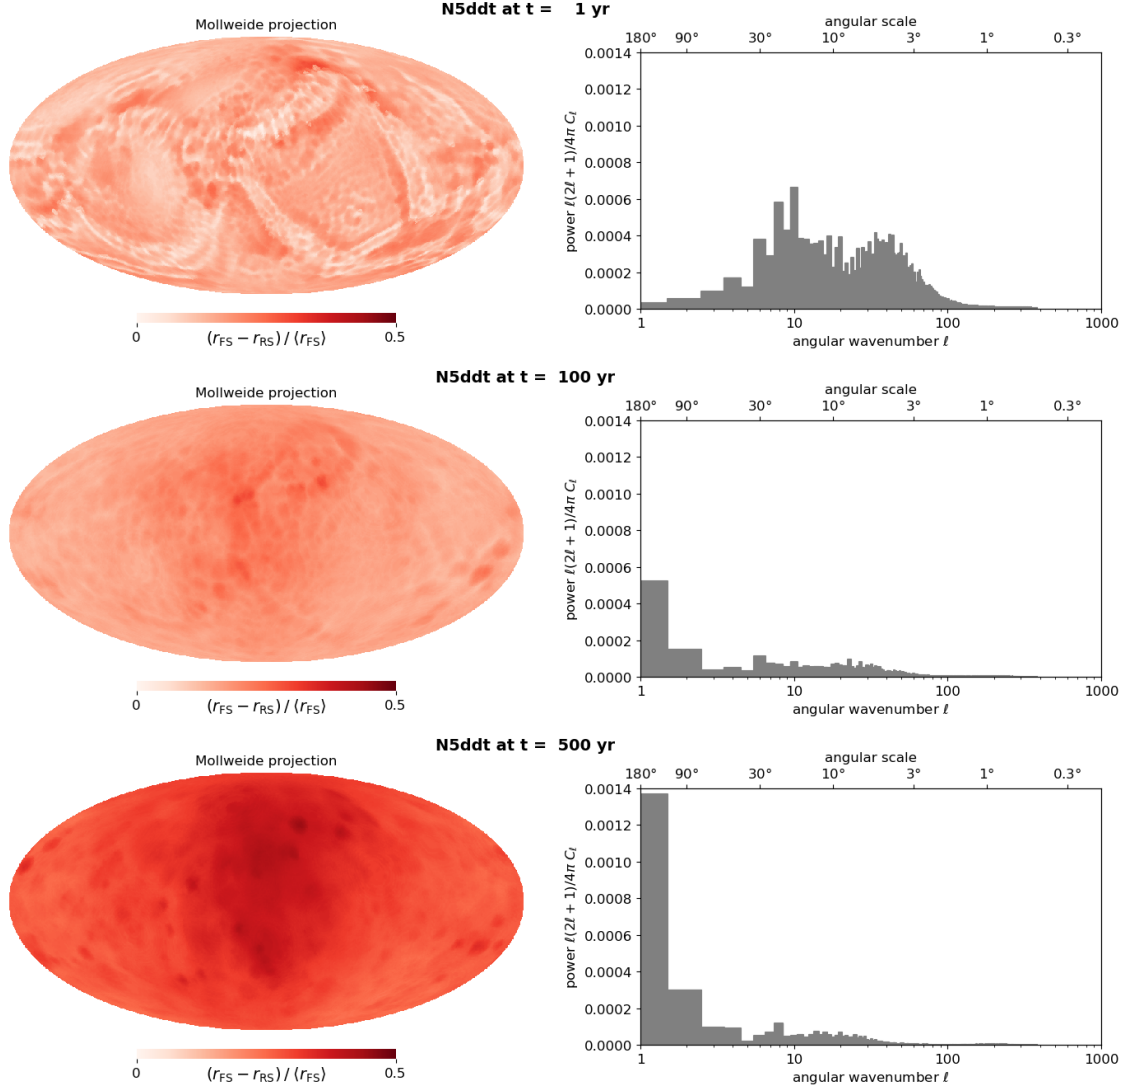 N5ddt at t = 1 yr
Mollweide projection
0 0.5
(r_FS − r_RS) / ⟨r_FS⟩
angular scale
180° 90° 30° 10° 3° 1° 0.3°
power ℓ(2ℓ + 1)/4π C_ℓ
0.0014
0.0012
0.0010
0.0008
0.0006
0.0004
0.0002
0.0000
1 10 100 1000
angular wavenumber ℓ
N5ddt at t = 100 yr
Mollweide projection
0 0.5
(r_FS − r_RS) / ⟨r_FS⟩
angular scale
180° 90° 30° 10° 3° 1° 0.3°
power ℓ(2ℓ + 1)/4π C_ℓ
0.0014
0.0012
0.0010
0.0008
0.0006
0.0004
0.0002
0.0000
1 10 100 1000
angular wavenumber ℓ
N5ddt at t = 500 yr
Mollweide projection
0 0.5
(r_FS − r_RS) / ⟨r_FS⟩
angular scale
180° 90° 30° 10° 3° 1° 0.3°
power ℓ(2ℓ + 1)/4π C_ℓ
0.0014
0.0012
0.0010
0.0008
0.0006
0.0004
0.0002
0.0000
1 10 100 1000
angular wavenumber ℓ